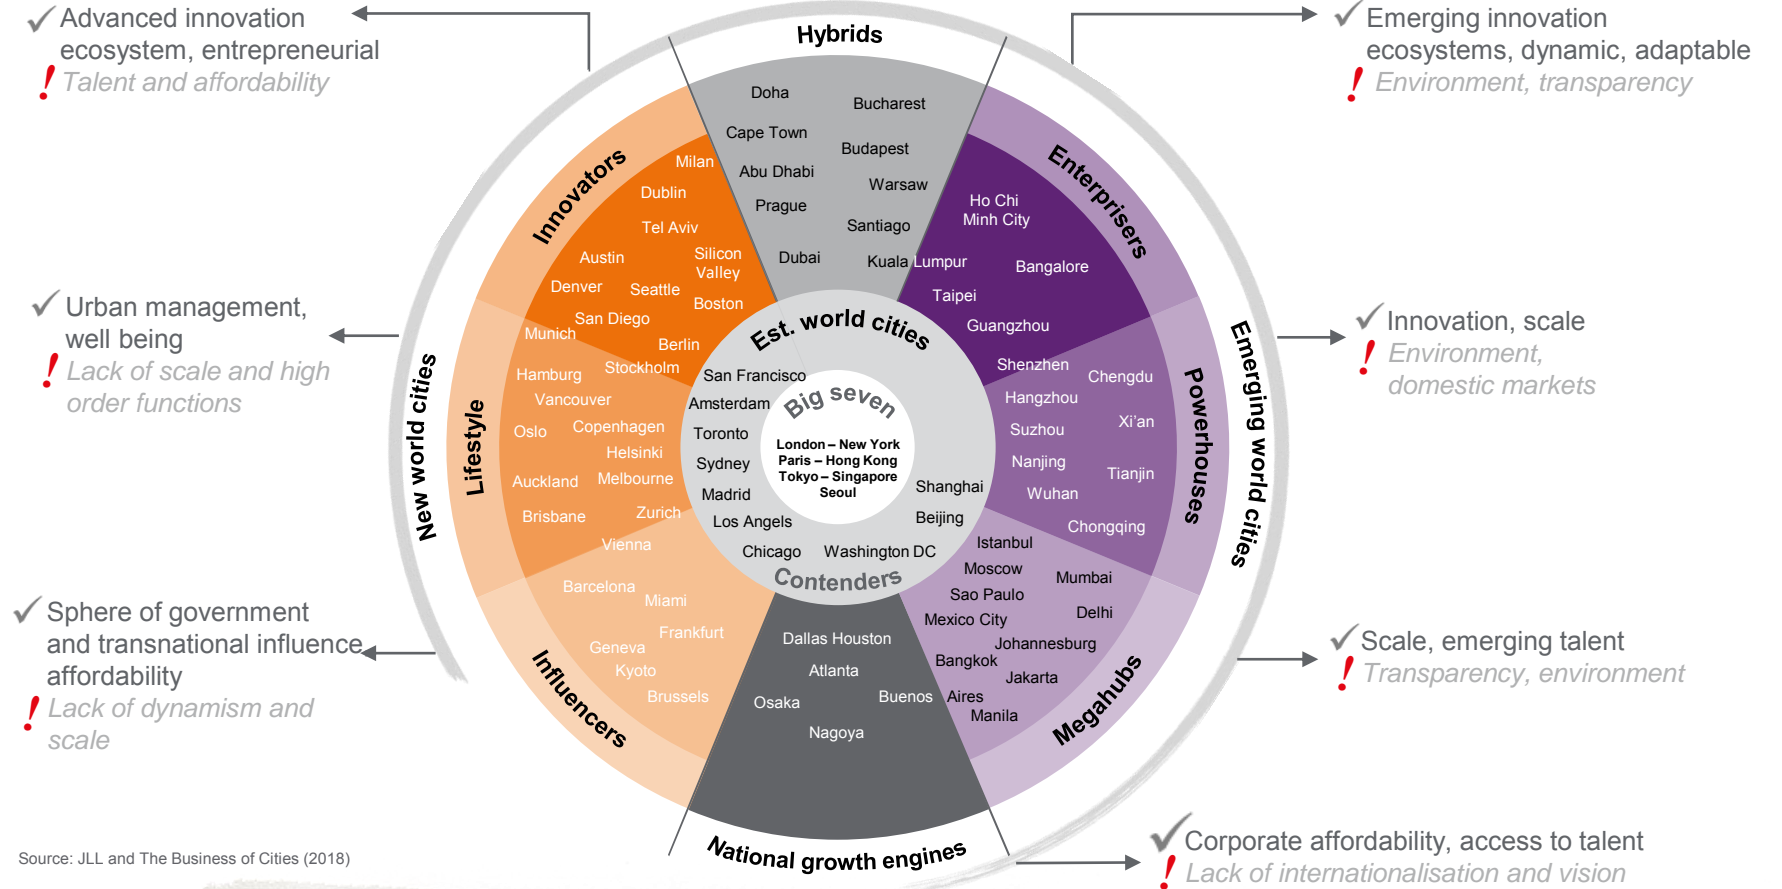 Advanced innovation
ecosystem, entrepreneurial
Talent and affordability
Urban management,
well being
Lack of scale and high
order functions
Sphere of government
and transnational influence
affordability
Lack of dynamism and
scale
Source: JLL and The Business of Cities (2018)
Hybrids
Doha
Bucharest
Cape Town
Budapest
Abu Dhabi
Warsaw
Prague
Santiago
Dubai
Kuala Lumpur
New world cities
Innovators
Milan
Dublin
Tel Aviv
Austin
Silicon
Valley
Denver
Seattle
Boston
San Diego
Munich
Berlin
Stockholm
Lifestyle
Hamburg
Vancouver
Oslo
Copenhagen
Helsinki
Auckland
Melbourne
Brisbane
Zurich
Vienna
Influencers
Barcelona
Miami
Frankfurt
Geneva
Kyoto
Brussels
Est. world cities
San Francisco
Amsterdam
Toronto
Sydney
Madrid
Los Angels
Chicago
Washington DC
Shanghai
Beijing
Contenders
Big seven
London – New York
Paris – Hong Kong
Tokyo – Singapore
Seoul
Emerging world cities
Enterprisers
Ho Chi
Minh City
Bangalore
Taipei
Guangzhou
Shenzhen
Powerhouses
Chengdu
Hangzhou
Xi’an
Suzhou
Nanjing
Tianjin
Wuhan
Chongqing
Megahubs
Istanbul
Moscow
Mumbai
Sao Paulo
Delhi
Mexico City
Johannesburg
Bangkok
Jakarta
Manila
Dallas Houston
Atlanta
Osaka
Buenos Aires
Nagoya
National growth engines
Emerging innovation
ecosystems, dynamic, adaptable
Environment, transparency
Innovation, scale
Environment,
domestic markets
Scale, emerging talent
Transparency, environment
Corporate affordability, access to talent
Lack of internationalisation and vision